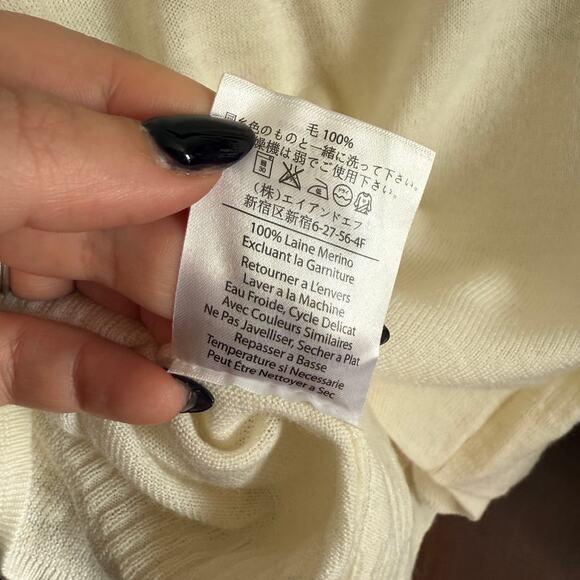 毛 100%
同系色のものと一緒に洗って下さい。
燥機は弱でご使用下さい。
(株)エイアンドエフ
新宿区新宿6-27-56-4F
100% Laine Merino
Excluant la Garniture
Retourner a L'envers
Laver a la Machine
Eau Froide, Cycle Delicat
Avec Couleurs Similaires
Ne Pas Javelliser, Secher a Plat
Repasser a Basse
Temperature si Necessarie
Peut Être Nettoyer a Sec